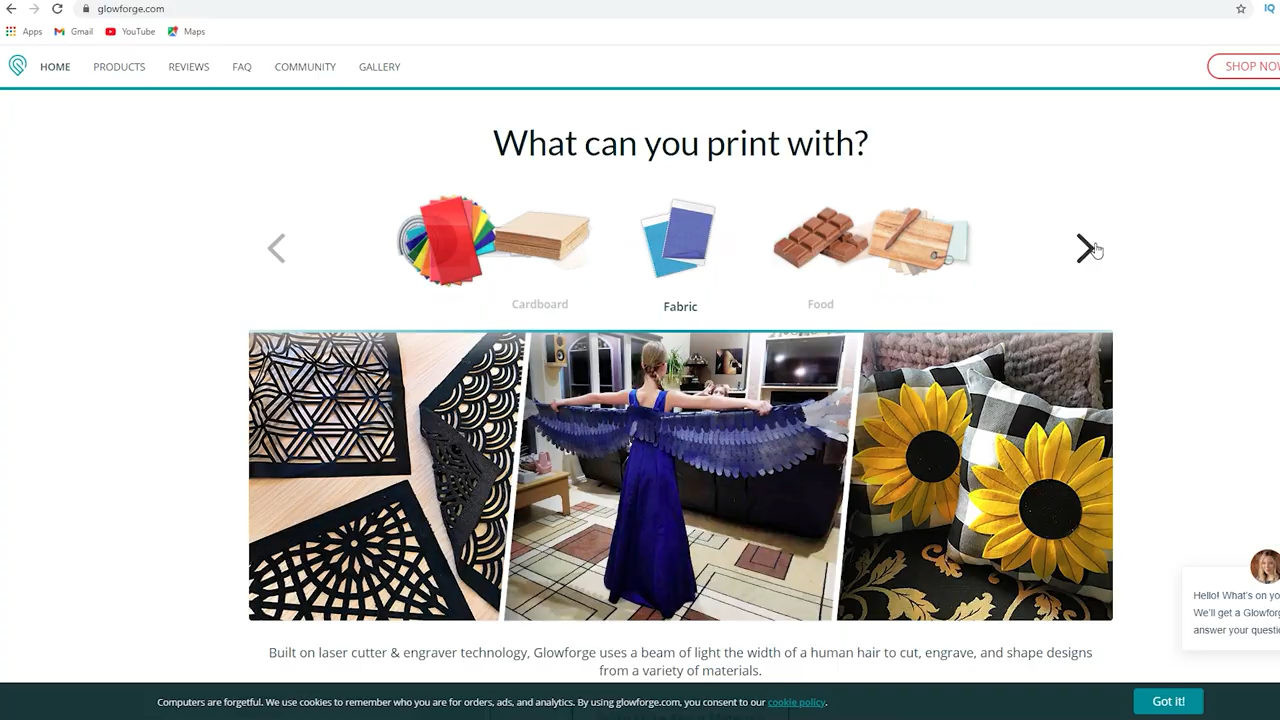 glowforge.com
IQ
Apps Gmail YouTube Maps
HOME PRODUCTS REVIEWS FAQ COMMUNITY GALLERY SHOP NOW
What can you print with?
Cardboard Fabric Food
Hello! What's on yo
We'll get a Glowforg
answer your questio
Built on laser cutter & engraver technology, Glowforge uses a beam of light the width of a human hair to cut, engrave, and shape designs
from a variety of materials.
Computers are forgetful. We use cookies to remember who you are for orders, ads, and analytics. By using glowforge.com, you consent to our cookie policy. Got it!